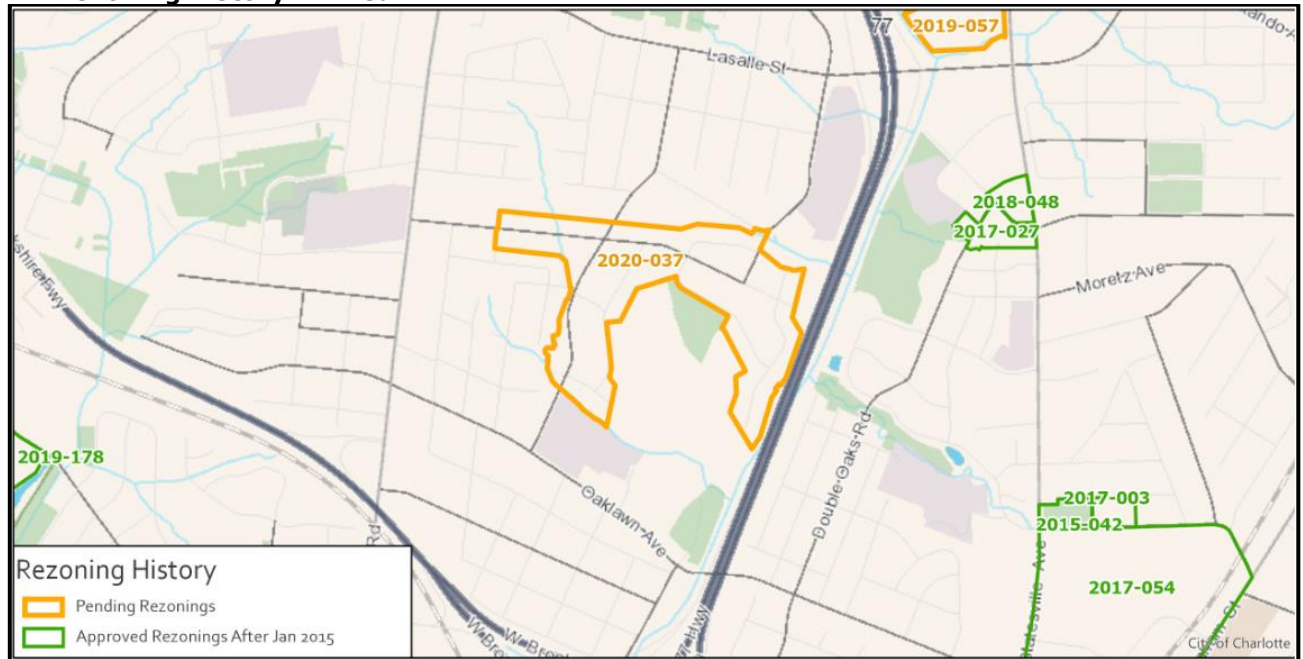 77
2019-057
Lasalle St
2018-048
2017-027
2020-037
Moretz Ave
2019-178
Double Oaks Rd
Oaklawn Ave
2017-003
2015-042
2017-054
Rd
Rezoning History
Pending Rezonings
Approved Rezonings After Jan 2015
City of Charlotte